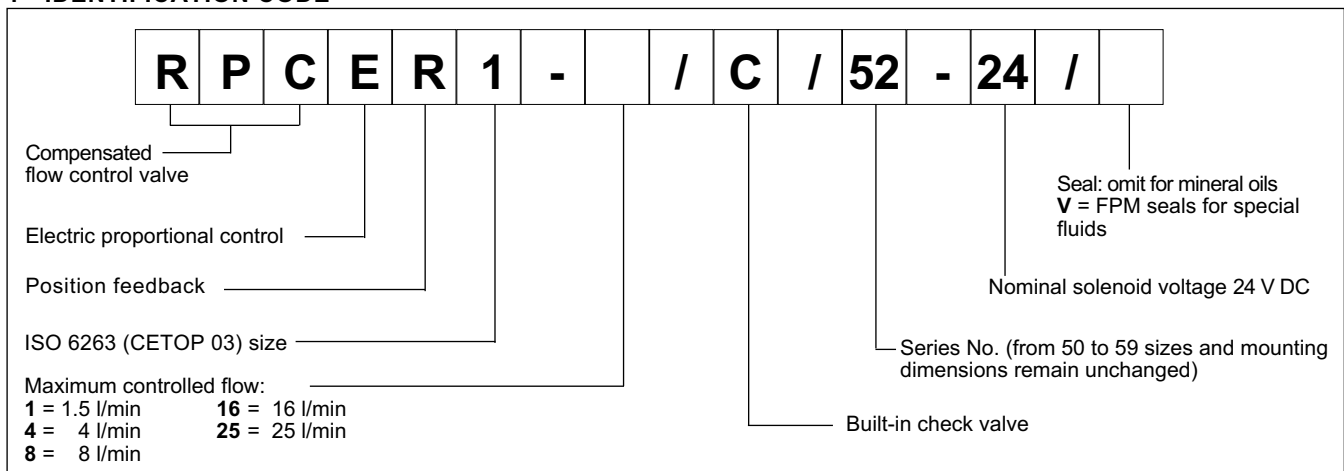 R P C E R 1 - / C / 52 - 24 /
Compensated
flow control valve
Electric proportional control
Position feedback
ISO 6263 (CETOP 03) size
Maximum controlled flow:
1 = 1.5 l/min 16 = 16 l/min
4 = 4 l/min 25 = 25 l/min
8 = 8 l/min
Seal: omit for mineral oils
V = FPM seals for special
fluids
Nominal solenoid voltage 24 V DC
Series No. (from 50 to 59 sizes and mounting
dimensions remain unchanged)
Built-in check valve